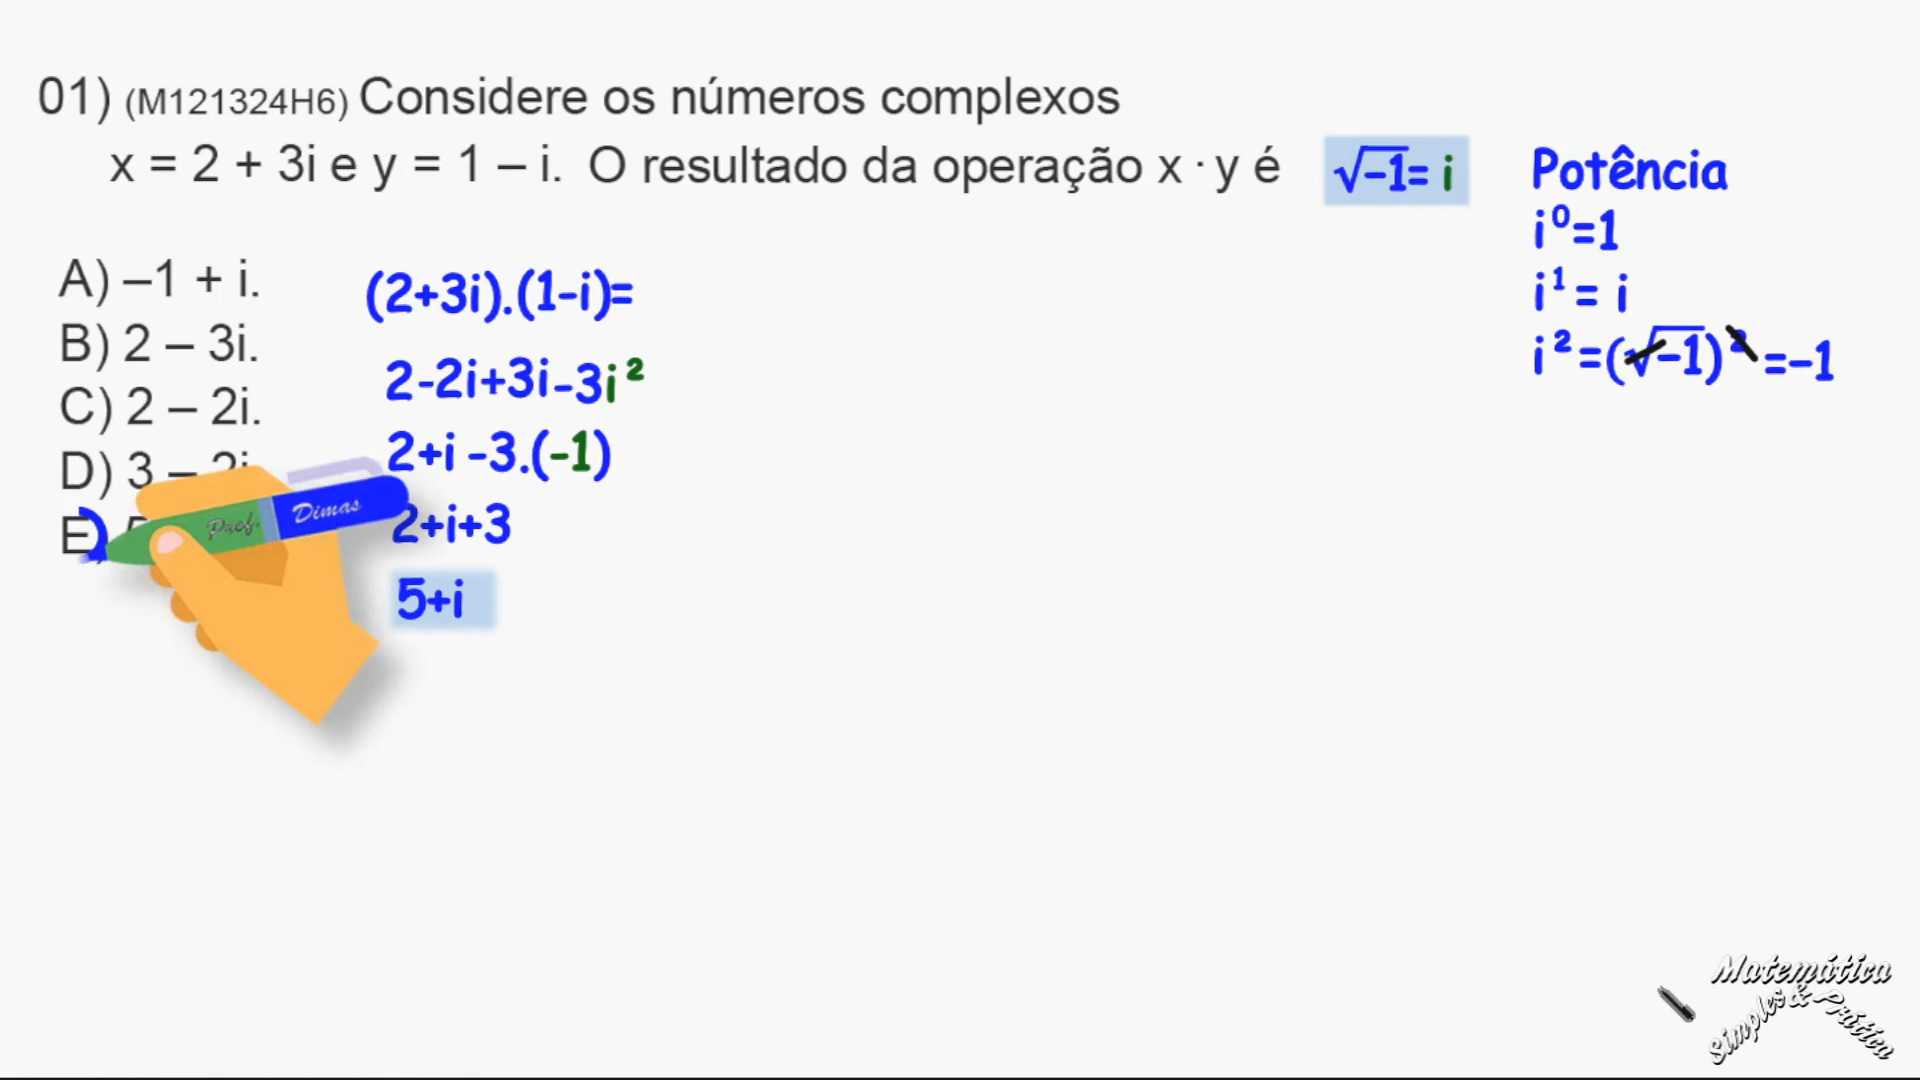 01) (M121324H6) Considere os números complexos
x = 2 + 3i e y = 1 – i. O resultado da operação x · y é
√–1= i
Potência
i⁰=1
i¹= i
i²=(√–1)²=–1
A) –1 + i.
B) 2 – 3i.
C) 2 – 2i.
D) 3 – 2i
E)
(2+3i).(1-i)=
2-2i+3i-3i²
2+i-3.(-1)
2+i+3
5+i
Prof. Dimas
Matemática
Simples & Prática